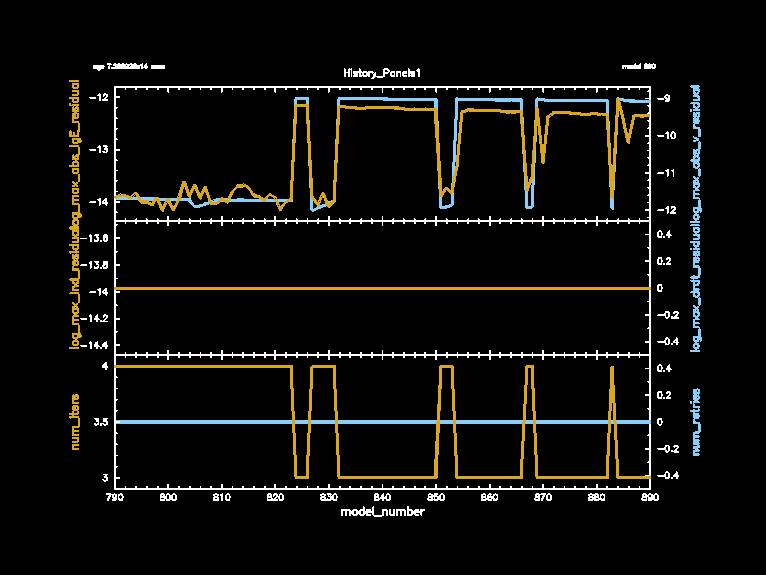 History_Panels1
model 890
log_max_abs_lgE_residual
−12
−13
−14
−9
−10
−11
−12
log_max_abs_v_residual
log_max_lnd_residual
−13.6
−13.8
−14
−14.2
−14.4
0.4
0.2
0
−0.2
−0.4
log_max_drdt_residual
num_iters
4
3.5
3
0.4
0.2
0
−0.2
−0.4
num_retries
790 800 810 820 830 840 850 860 870 880 890
model_number